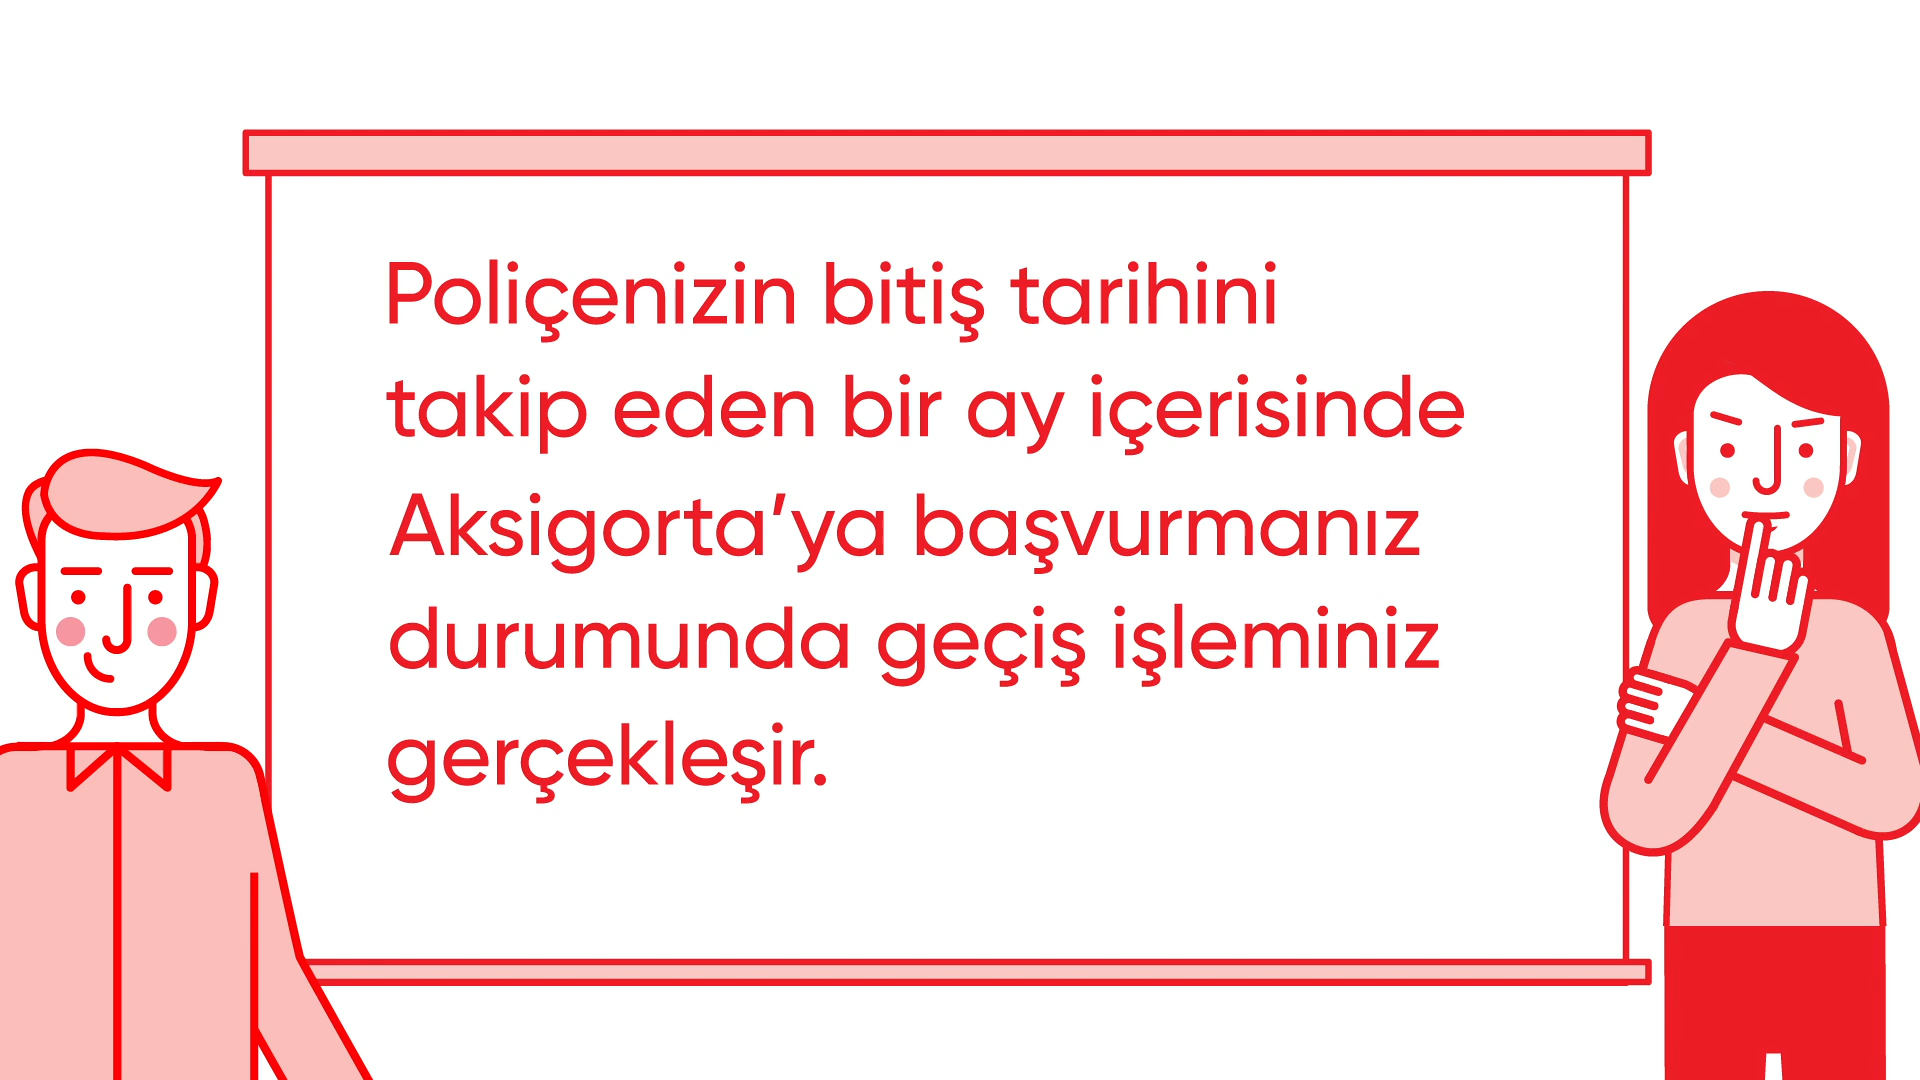 Poliçenizin bitiş tarihini
takip eden bir ay içerisinde
Aksigorta’ya başvurmanız
durumunda geçiş işleminiz
gerçekleşir.